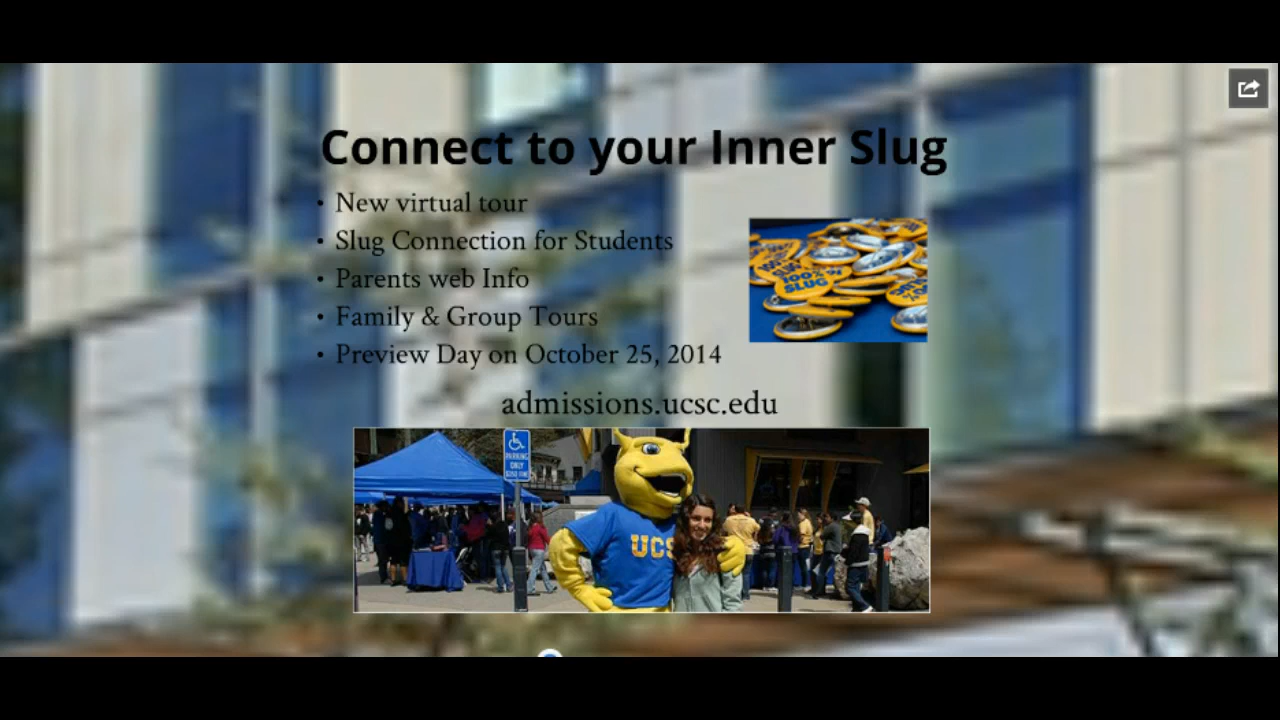 Connect to your Inner Slug
• New virtual tour
• Slug Connection for Students
• Parents web Info
• Family & Group Tours
• Preview Day on October 25, 2014
100%
SLUG
admissions.ucsc.edu
PARKING
ONLY
UCS